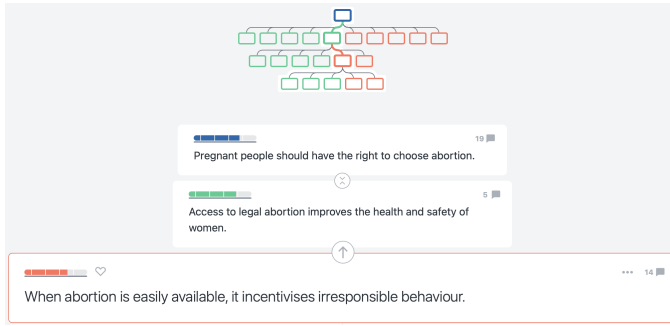 19
Pregnant people should have the right to choose abortion.
5
Access to legal abortion improves the health and safety of
women.
14
When abortion is easily available, it incentivises irresponsible behaviour.